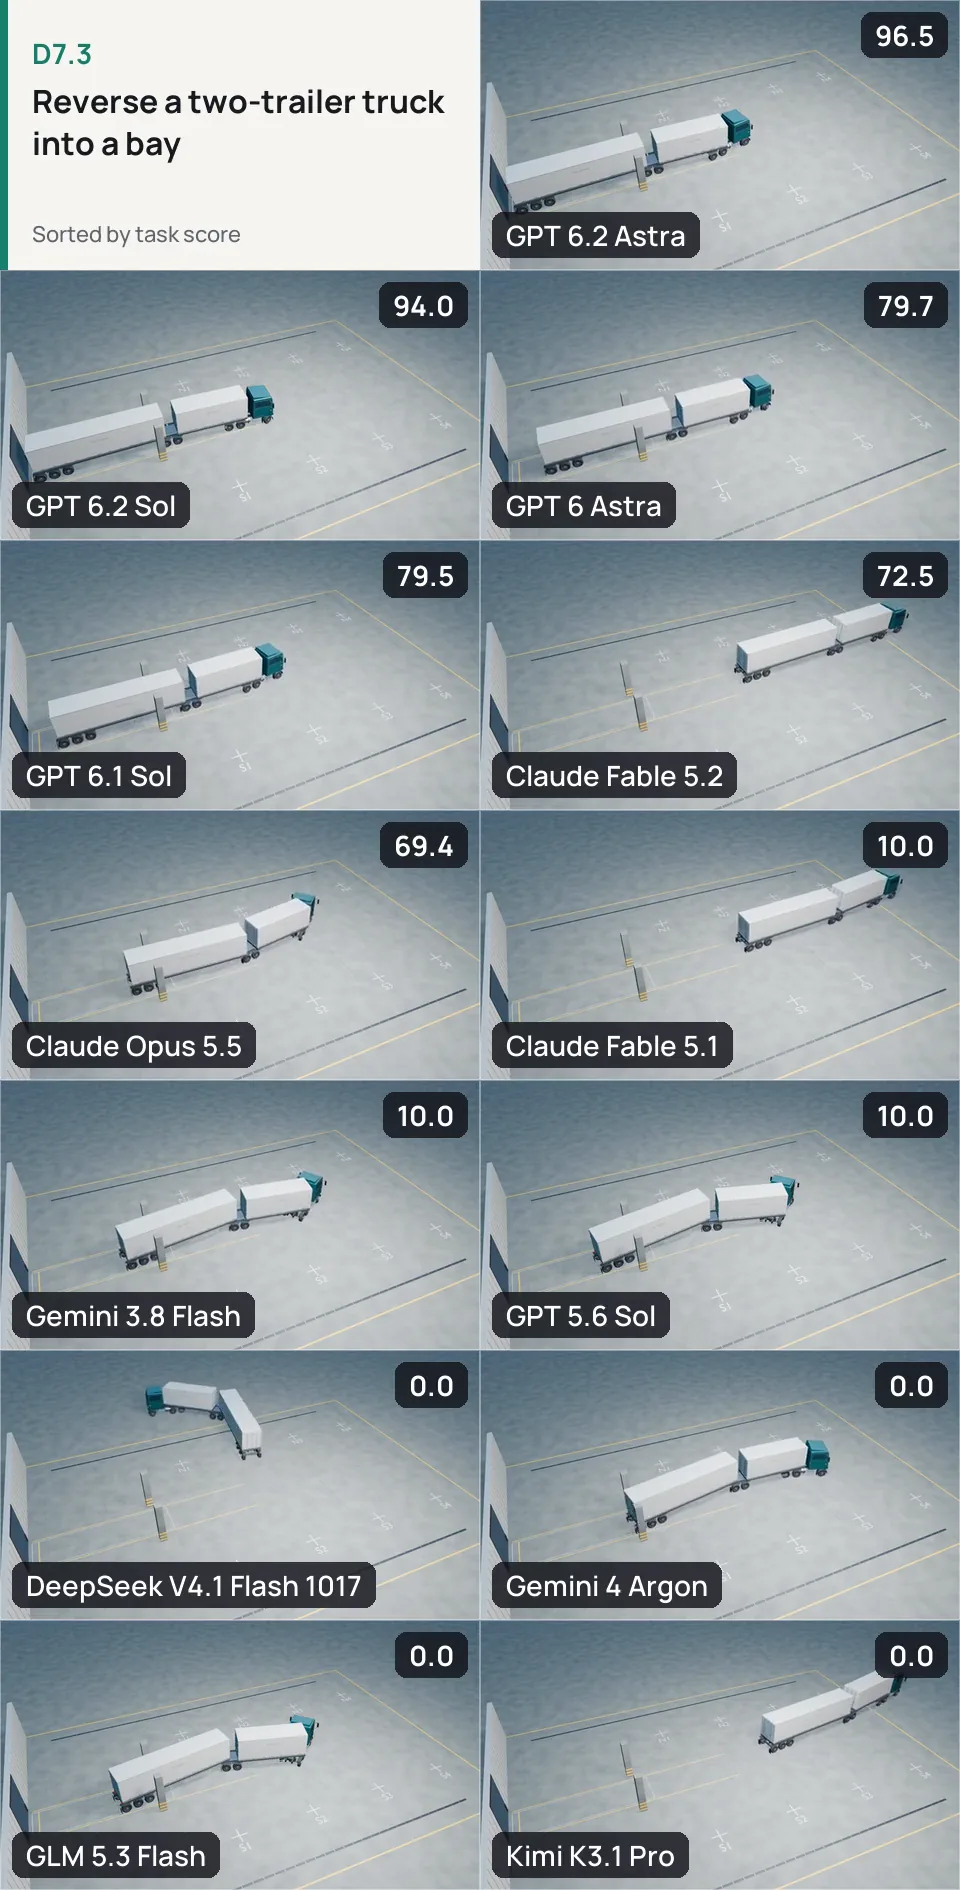 D7.3
Reverse a two-trailer truck
into a bay
Sorted by task score
96.5
GPT 6.2 Astra
94.0
GPT 6.2 Sol
79.7
GPT 6 Astra
79.5
GPT 6.1 Sol
72.5
Claude Fable 5.2
69.4
Claude Opus 5.5
10.0
Claude Fable 5.1
10.0
Gemini 3.8 Flash
10.0
GPT 5.6 Sol
0.0
DeepSeek V4.1 Flash 1017
0.0
Gemini 4 Argon
0.0
GLM 5.3 Flash
0.0
Kimi K3.1 Pro